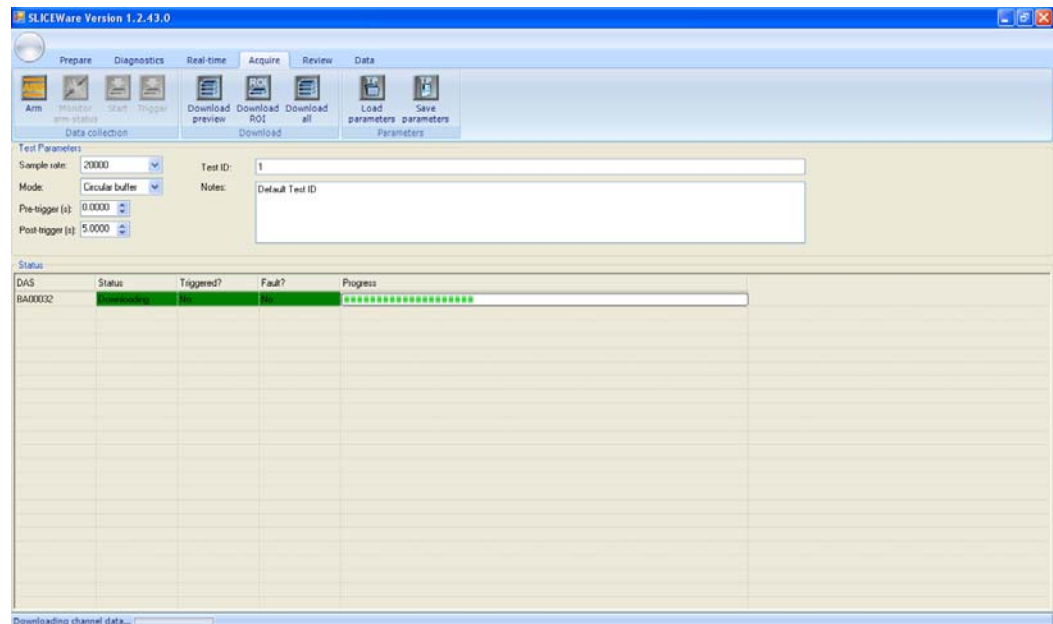 SLICEWare Version 1.2.43.0
Prepare Diagnostics Real-time Acquire Review Data
Arm Monitor arm-status Start Trigger Download preview Download ROI Download all Load parameters Save parameters
Data collection Download Parameters
Test Parameters
Sample rate: 20000 Test ID: 1
Mode: Circular buffer Notes: Default Test ID
Pre-trigger (s): 0.0000
Post-trigger (s): 5.0000
Status
DAS Status Triggered? Fault? Progress
BA00032 Downloading No No
Downloading channel data...